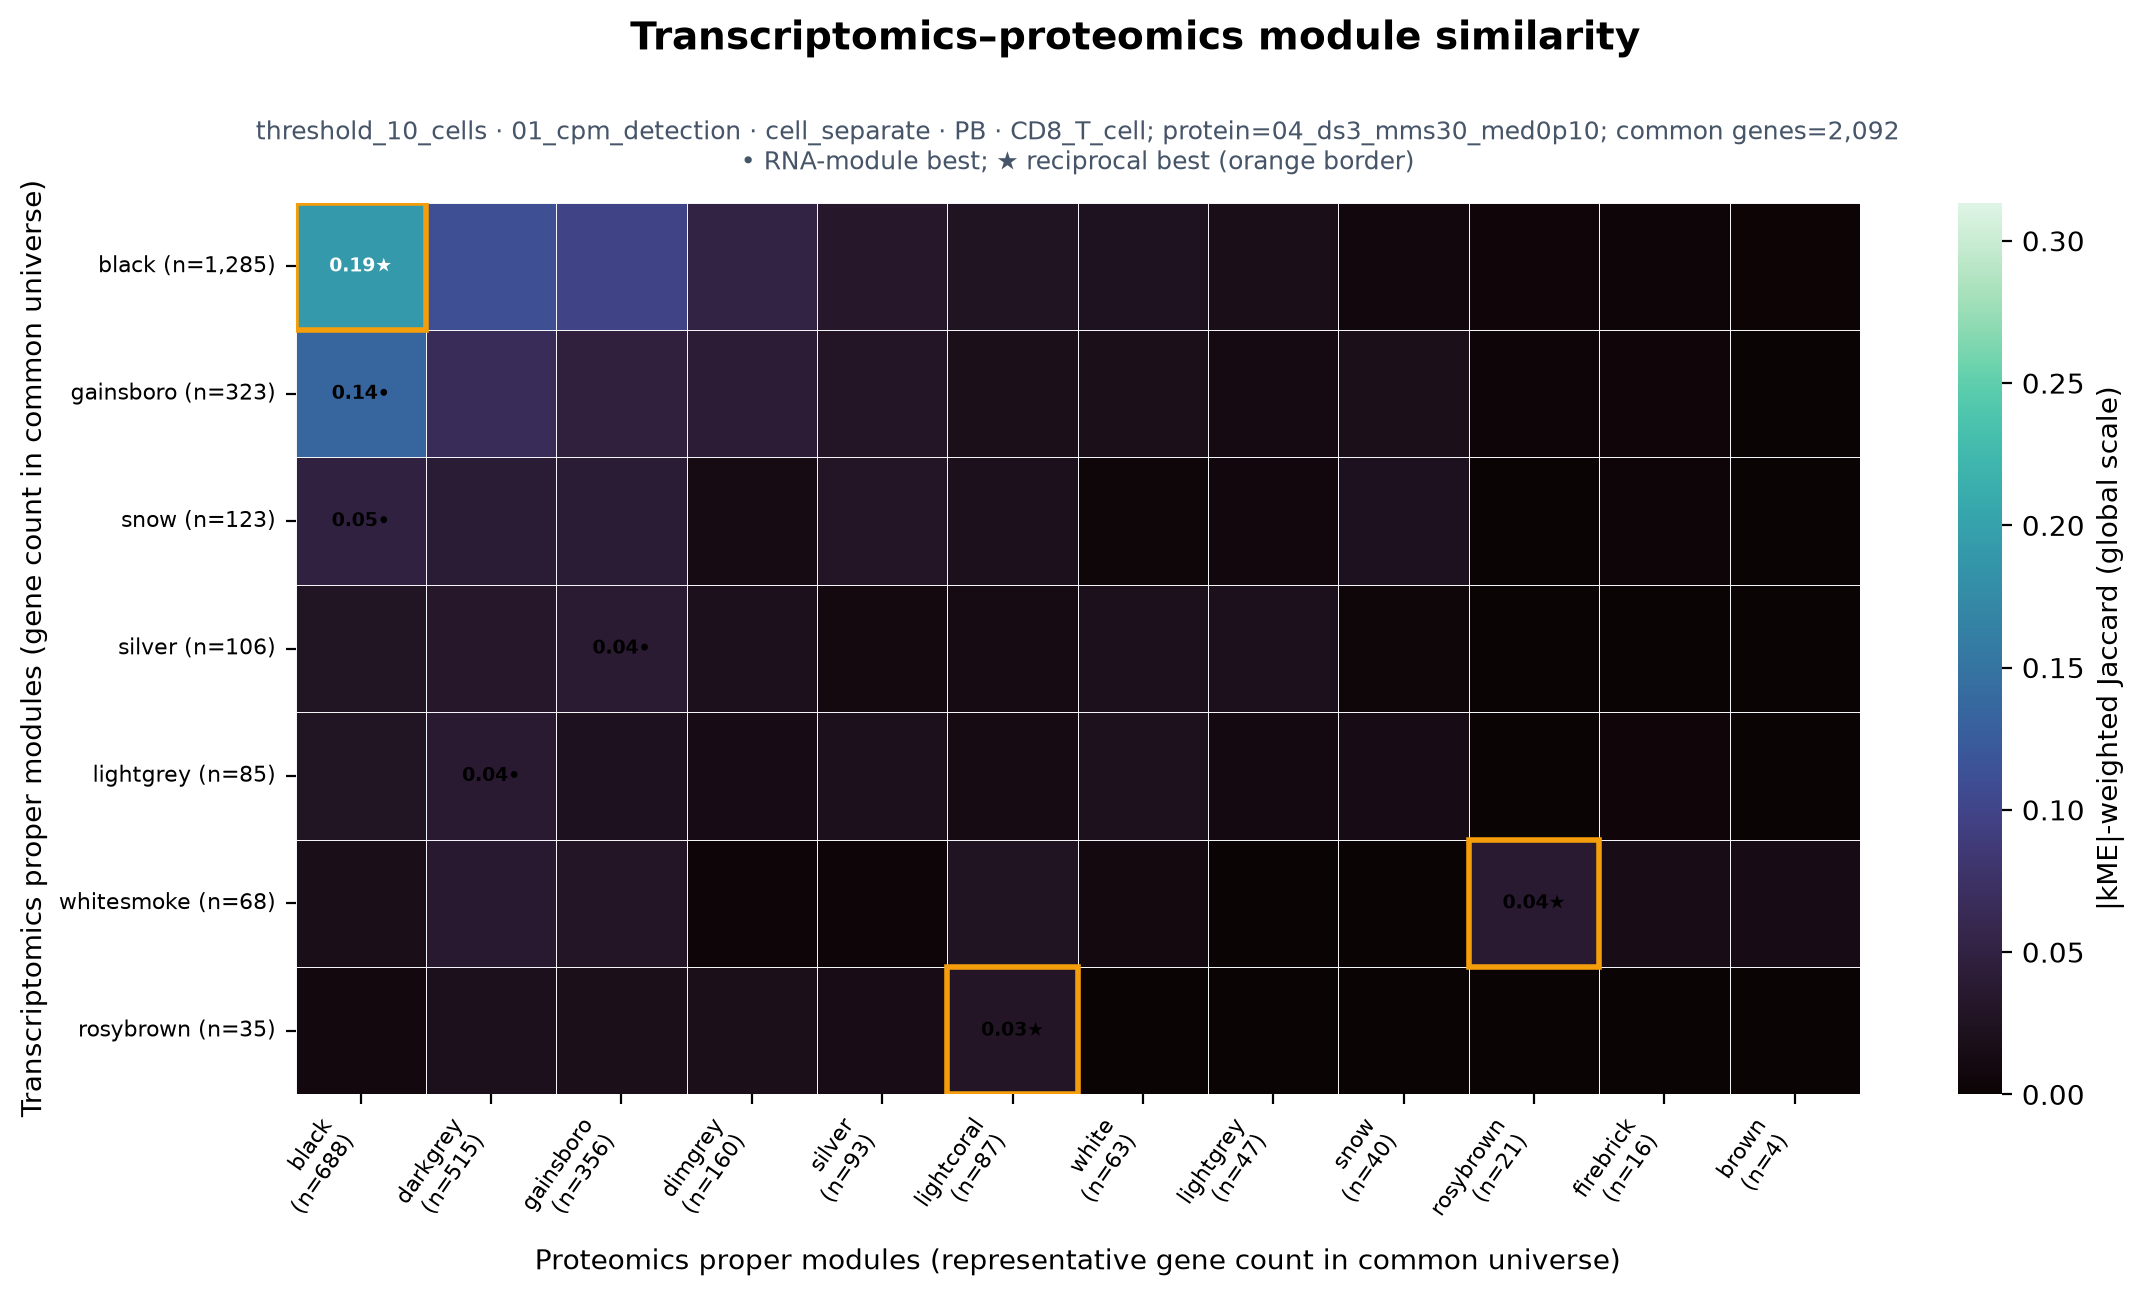 Transcriptomics–proteomics module similarity
threshold_10_cells · 01_cpm_detection · cell_separate · PB · CD8_T_cell; protein=04_ds3_mms30_med0p10; common genes=2,092
• RNA-module best; ★ reciprocal best (orange border)
Transcriptomics proper modules (gene count in common universe)
black (n=1,285)
gainsboro (n=323)
snow (n=123)
silver (n=106)
lightgrey (n=85)
whitesmoke (n=68)
rosybrown (n=35)
0.19★
0.14•
0.05•
0.04•
0.04•
0.04★
0.03★
black
(n=688)
darkgrey
(n=515)
gainsboro
(n=356)
dimgrey
(n=160)
silver
(n=93)
lightcoral
(n=87)
white
(n=63)
lightgrey
(n=47)
snow
(n=40)
rosybrown
(n=21)
firebrick
(n=16)
brown
(n=4)
Proteomics proper modules (representative gene count in common universe)
0.30
0.25
0.20
0.15
0.10
0.05
0.00
|kME|-weighted Jaccard (global scale)